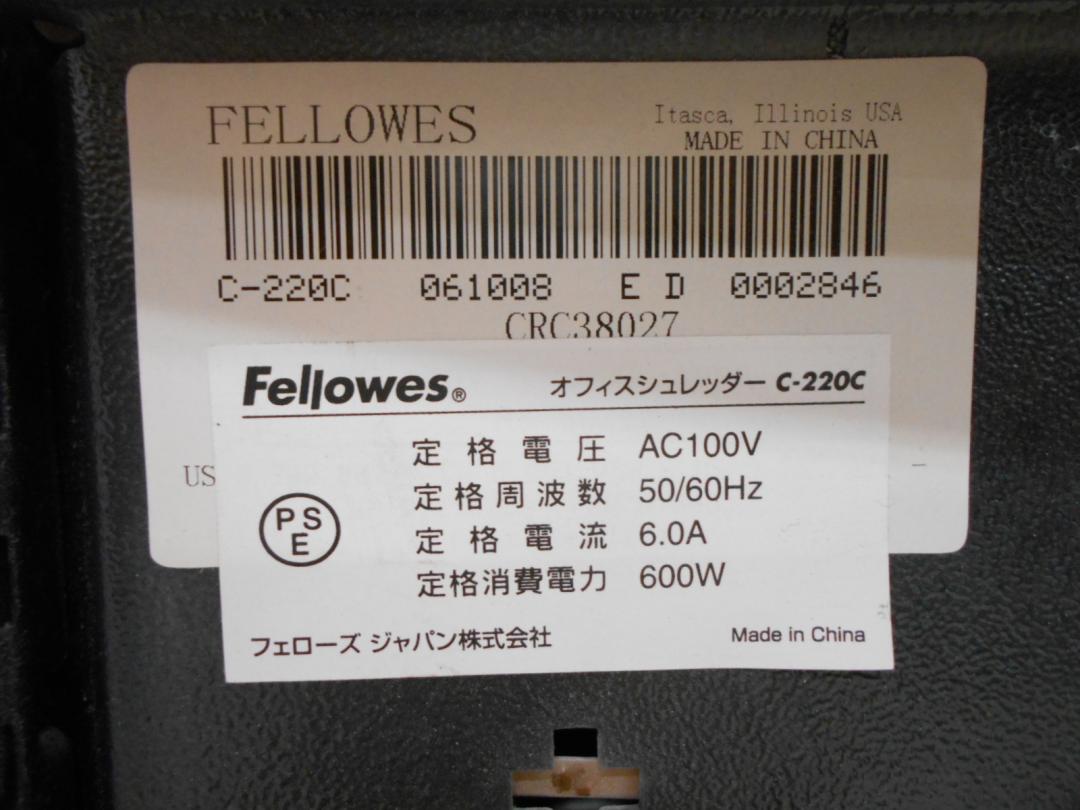 FELLOWES
Itasca, Illinois USA
MADE IN CHINA
C-220C 061008 E D 0002846
CRC38027
Fellowes® オフィスシュレッダー C-220C
定格電圧 AC100V
US
定格周波数 50/60Hz
PSE
定格電流 6.0A
定格消費電力 600W
フェローズ ジャパン株式会社 Made in China